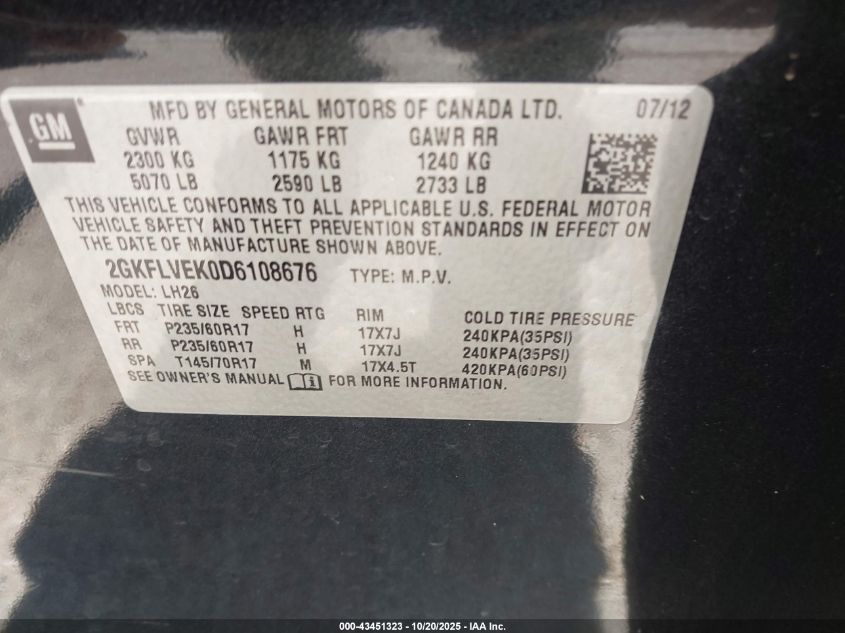 GM
MFD BY GENERAL MOTORS OF CANADA LTD. 07/12
GVWR GAWR FRT GAWR RR
2300 KG 1175 KG 1240 KG
5070 LB 2590 LB 2733 LB
THIS VEHICLE CONFORMS TO ALL APPLICABLE U.S. FEDERAL MOTOR
VEHICLE SAFETY AND THEFT PREVENTION STANDARDS IN EFFECT ON
THE DATE OF MANUFACTURE SHOWN ABOVE.
2GKFLVEK0D6108676 TYPE: M.P.V.
MODEL: LH26
LBCS TIRE SIZE SPEED RTG RIM COLD TIRE PRESSURE
FRT P235/60R17 H 17X7J 240KPA(35PSI)
RR P235/60R17 H 17X7J 240KPA(35PSI)
SPA T145/70R17 M 17X4.5T 420KPA(60PSI)
SEE OWNER'S MANUAL FOR MORE INFORMATION.
000-43451323 - 10/20/2025 - IAA Inc.